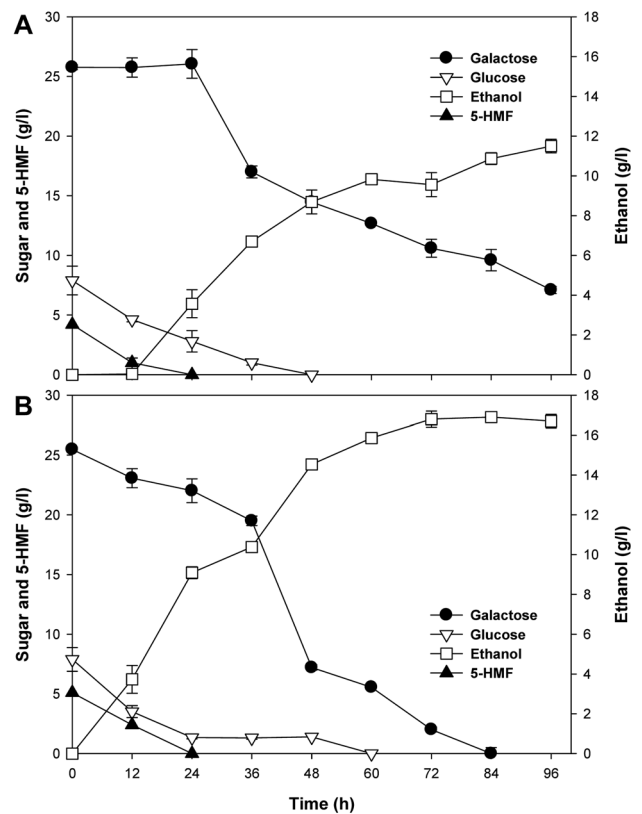 A
30
25
20
15
10
5
0
Sugar and 5-HMF (g/l)
18
16
14
12
10
8
6
4
2
0
Ethanol (g/l)
Galactose
Glucose
Ethanol
5-HMF
B
30
25
20
15
10
5
0
Sugar and 5-HMF (g/l)
18
16
14
12
10
8
6
4
2
0
Ethanol (g/l)
Galactose
Glucose
Ethanol
5-HMF
0 12 24 36 48 60 72 84 96
Time (h)